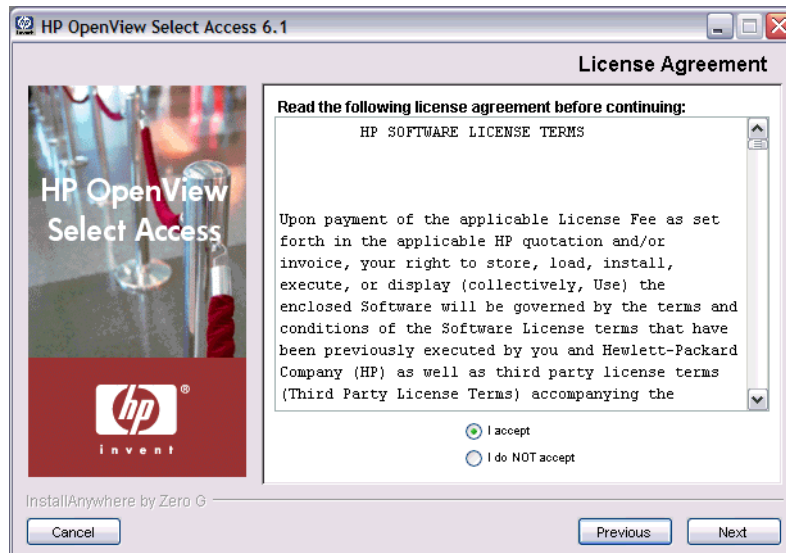 HP OpenView Select Access 6.1
License Agreement
HP OpenView
Select Access
hp
®
invent
Read the following license agreement before continuing:
HP SOFTWARE LICENSE TERMS
Upon payment of the applicable License Fee as set
forth in the applicable HP quotation and/or
invoice, your right to store, load, install,
execute, or display (collectively, Use) the
enclosed Software will be governed by the terms and
conditions of the Software License terms that have
been previously executed by you and Hewlett-Packard
Company (HP) as well as third party license terms
(Third Party License Terms) accompanying the
I accept
I do NOT accept
InstallAnywhere by Zero G
Cancel
Previous
Next